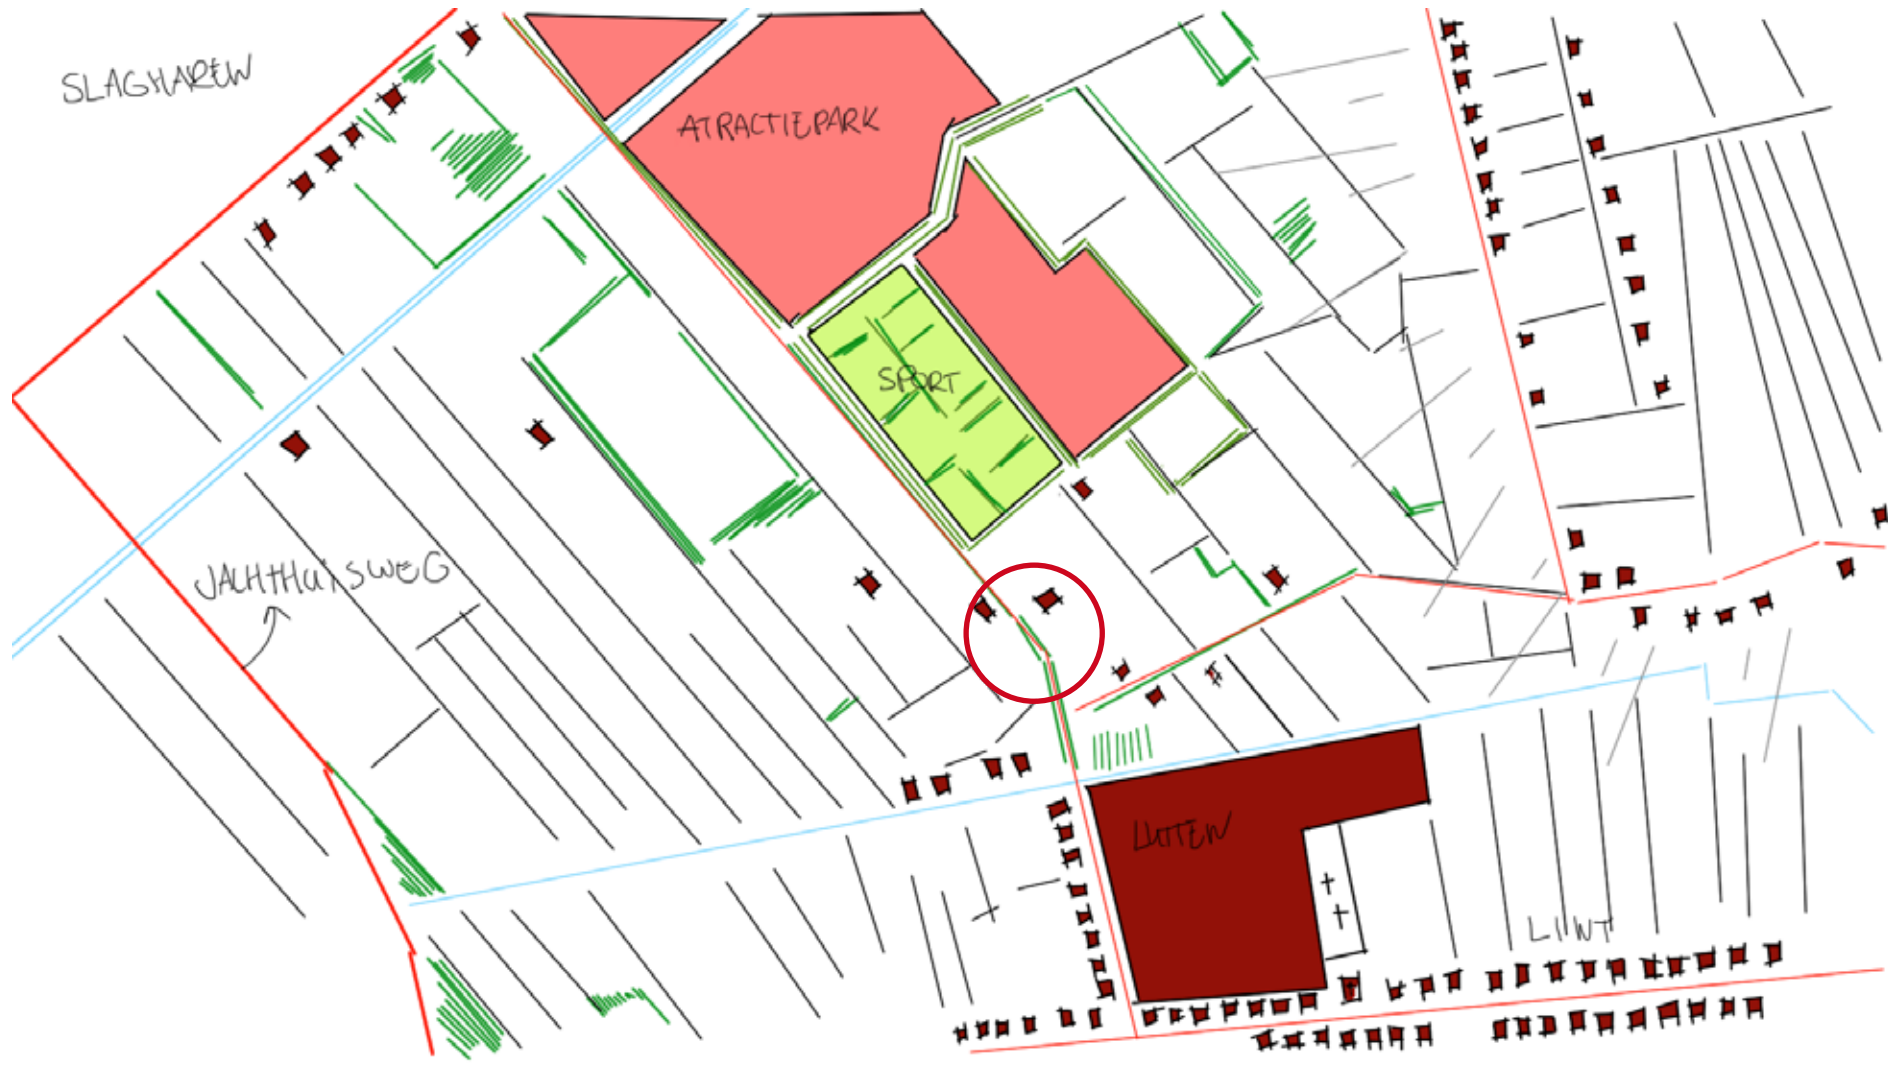 SLAGHAREN
ATRACTIEPARK
SPORT
JACHTHUISWEG
LUTTEN
LINT